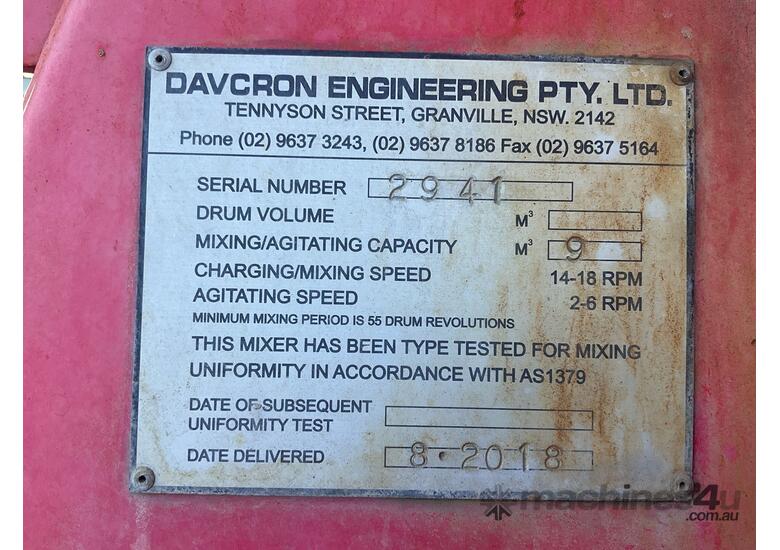 DAVCRON ENGINEERING PTY. LTD.
TENNYSON STREET, GRANVILLE, NSW. 2142
Phone (02) 9637 3243, (02) 9637 8186 Fax (02) 9637 5164
SERIAL NUMBER 2941
DRUM VOLUME M³
MIXING/AGITATING CAPACITY M³ 9
CHARGING/MIXING SPEED 14-18 RPM
AGITATING SPEED 2-6 RPM
MINIMUM MIXING PERIOD IS 55 DRUM REVOLUTIONS
THIS MIXER HAS BEEN TYPE TESTED FOR MIXING
UNIFORMITY IN ACCORDANCE WITH AS1379
DATE OF SUBSEQUENT
UNIFORMITY TEST
DATE DELIVERED 8·2018
machines4u
.com.au